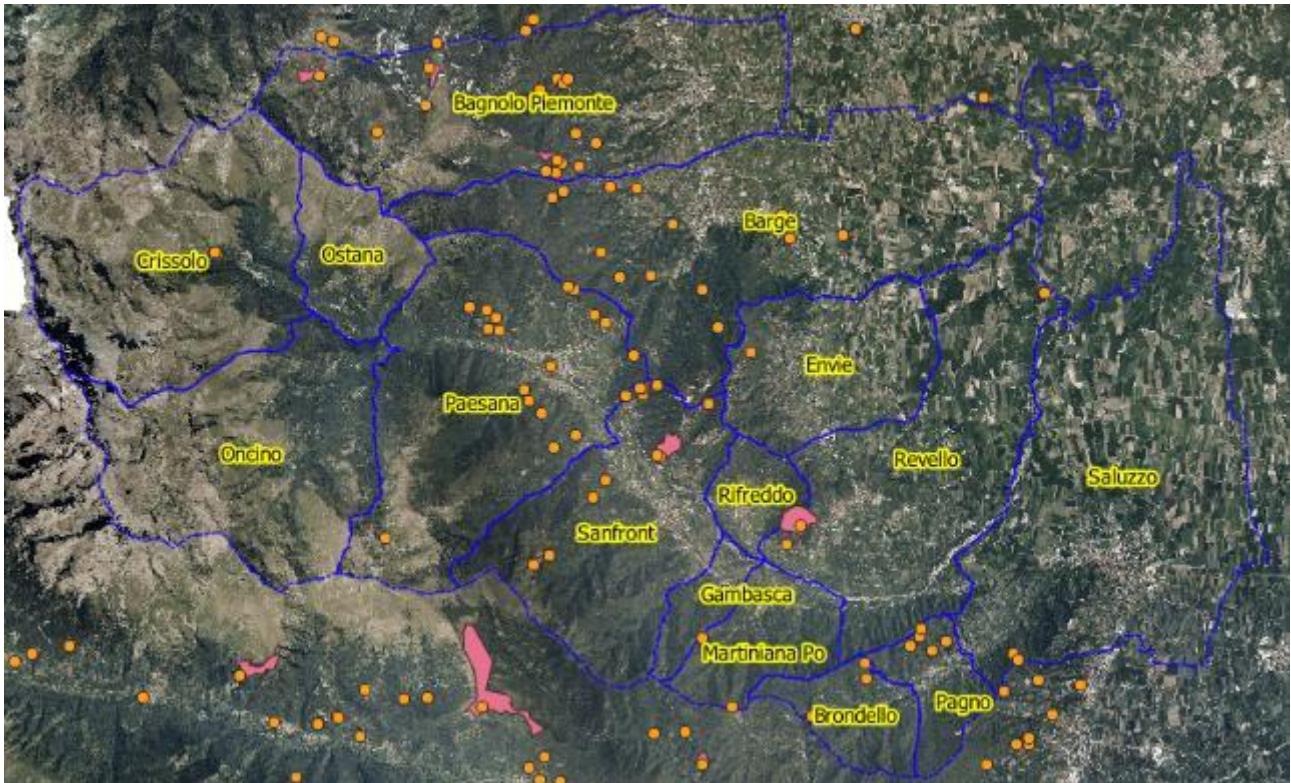 Bagnolo Piemonte
Barge
Crissolo
Ostana
Envie
Paesana
Oncino
Revello
Saluzzo
Rifreddo
Sanfront
Gambasca
Martiniana Po
Pagno
Brondello